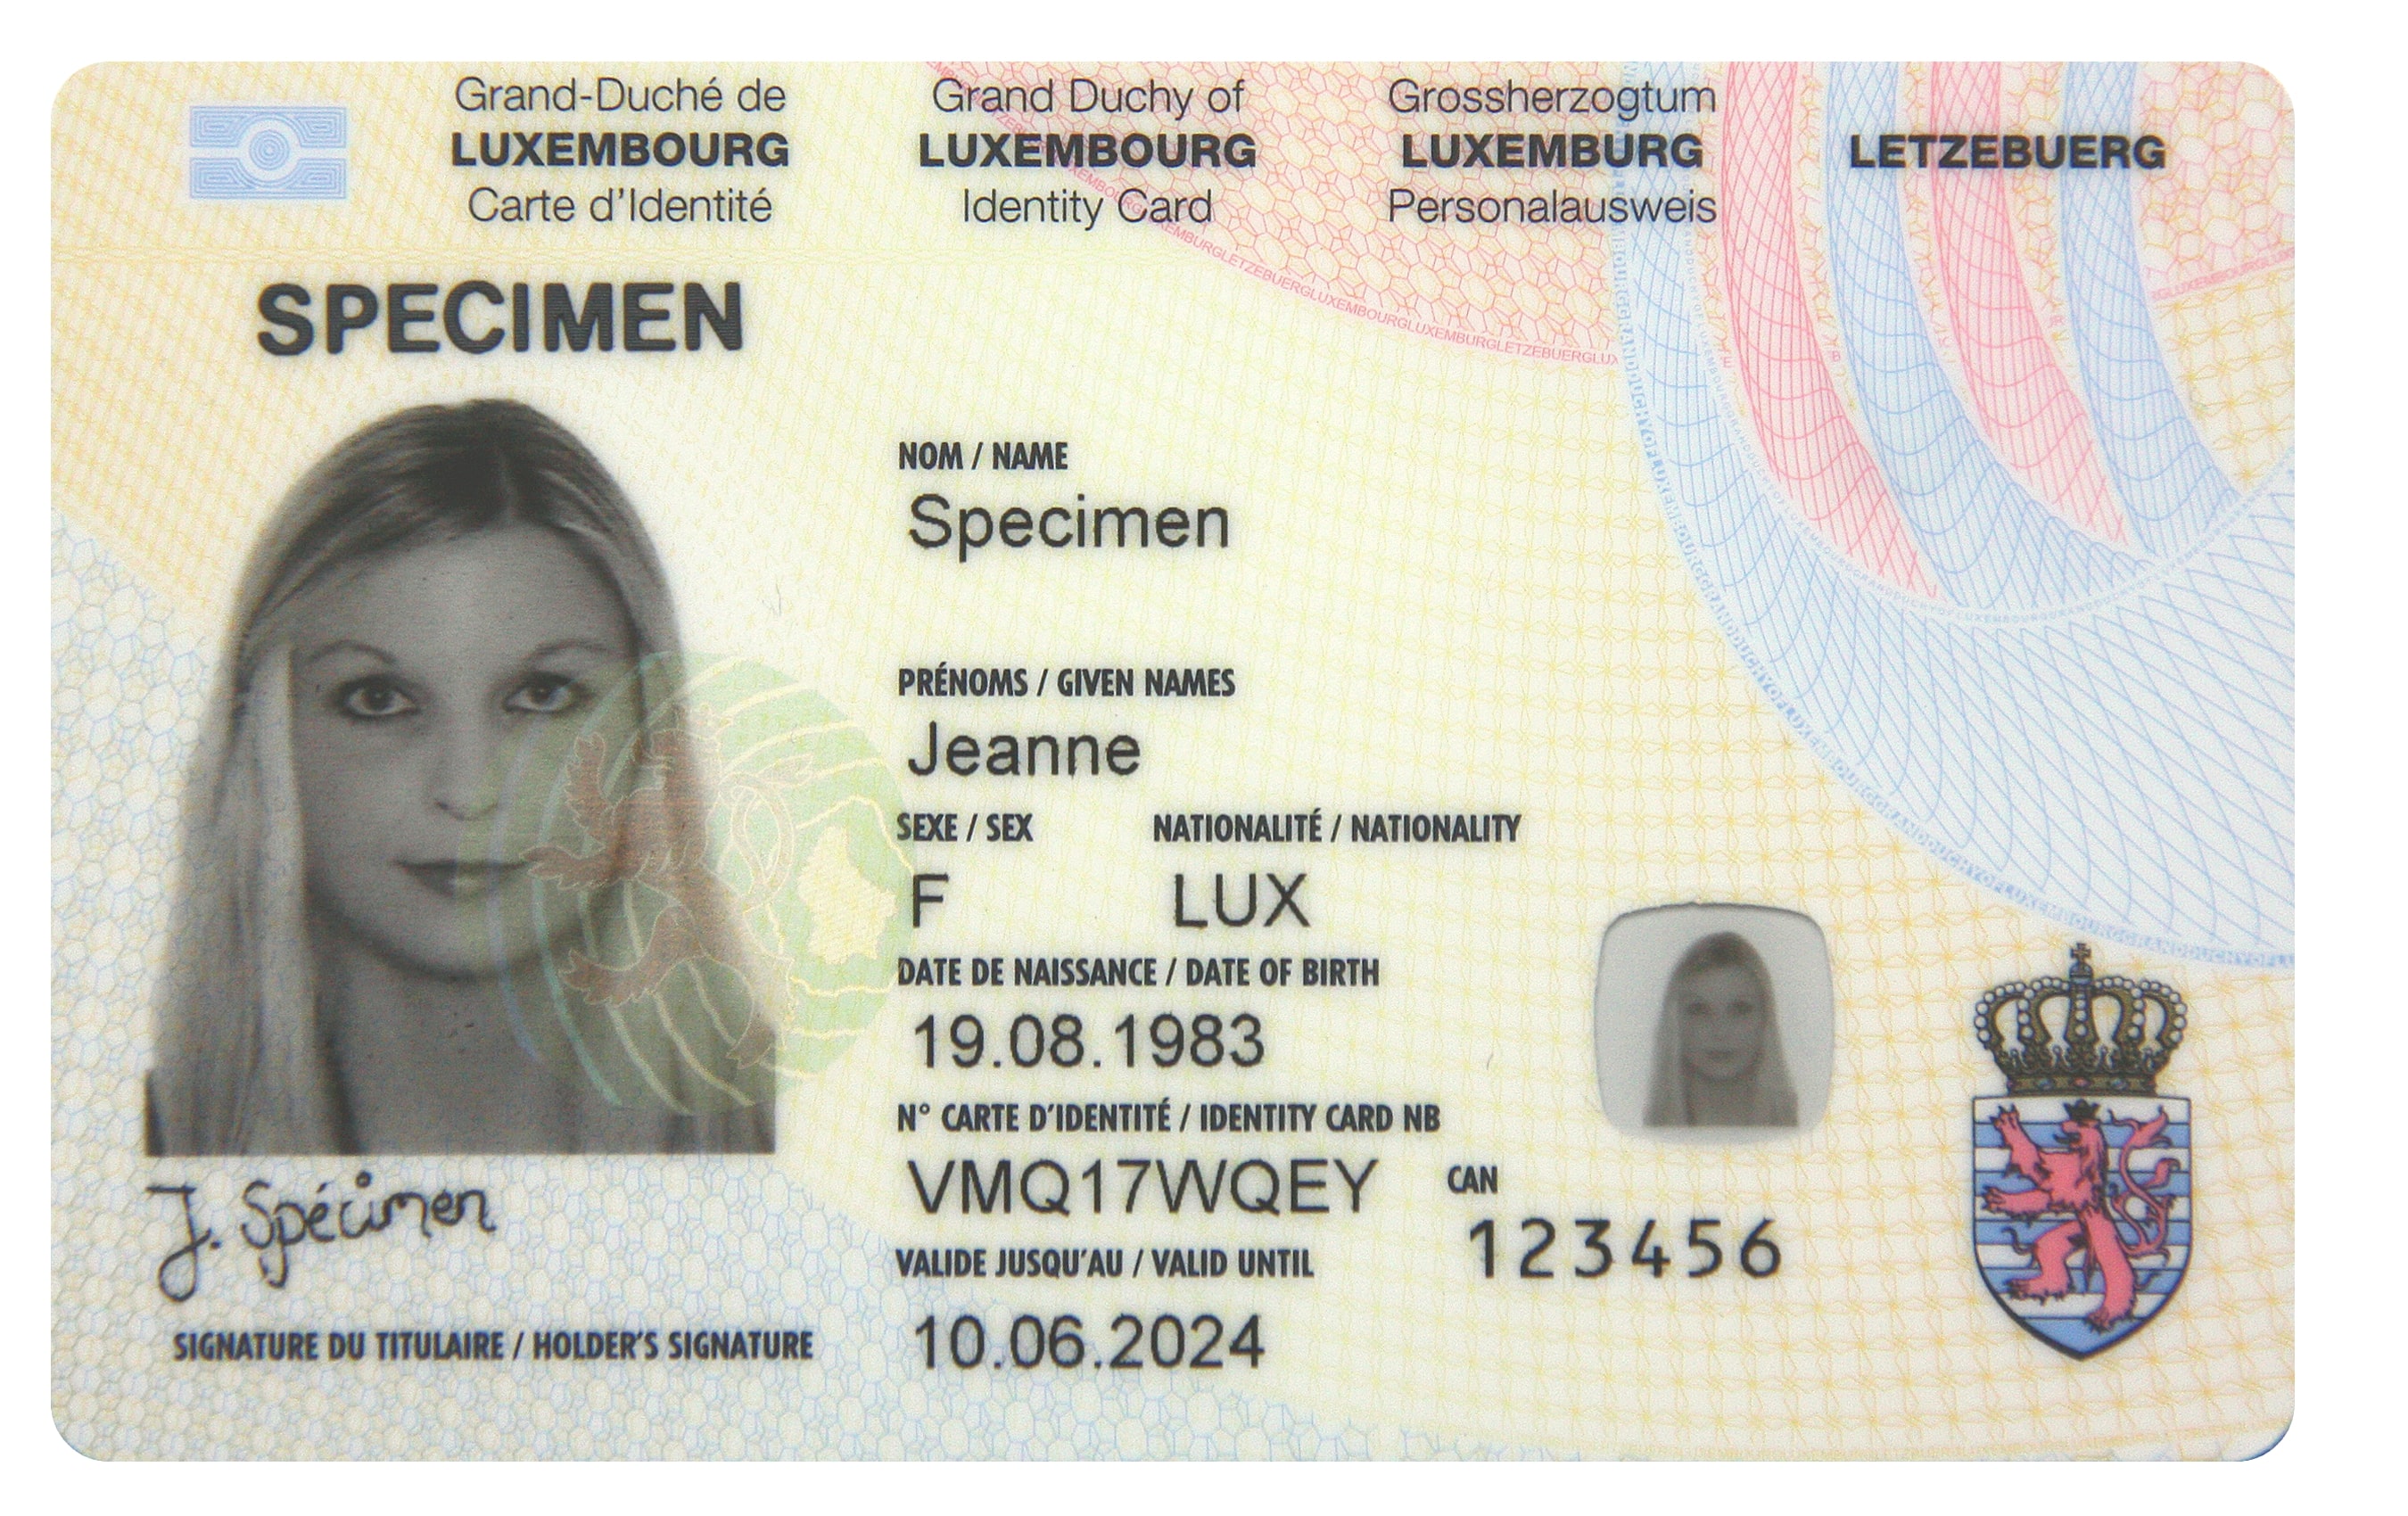 Grand-Duché de
LUXEMBOURG
Carte d'Identité
Grand Duchy of
LUXEMBOURG
Identity Card
Grossherzogtum
LUXEMBURG
Personalausweis
LETZEBUERG
SPECIMEN
NOM / NAME
Specimen
PRÉNOMS / GIVEN NAMES
Jeanne
SEXE / SEX
F
NATIONALITÉ / NATIONALITY
LUX
DATE DE NAISSANCE / DATE OF BIRTH
19.08.1983
N° CARTE D'IDENTITÉ / IDENTITY CARD NB
VMQ17WQEY
CAN
123456
VALIDE JUSQU'AU / VALID UNTIL
10.06.2024
J. Spécimen
SIGNATURE DU TITULAIRE / HOLDER'S SIGNATURE